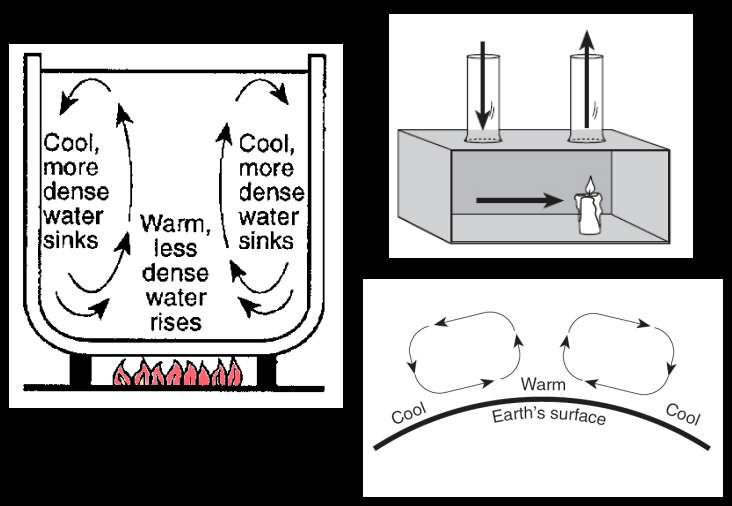 Cool,
more
dense
water
sinks
Warm,
less
dense
water
rises
Cool,
more
dense
water
sinks
Warm
Cool
Earth's surface
Cool